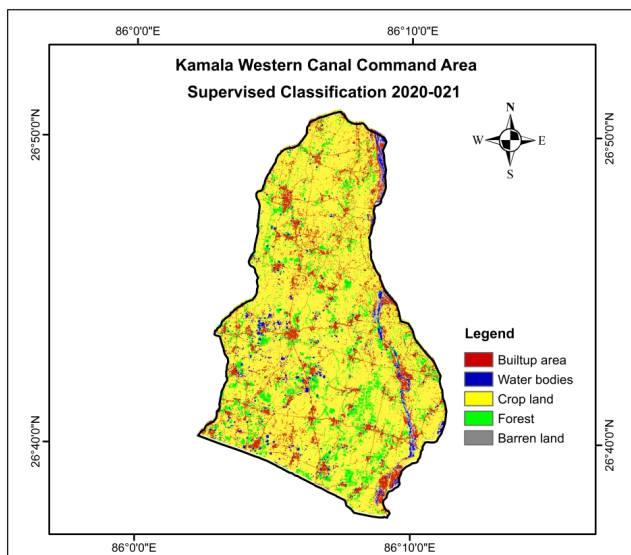 86°0'0"E 86°10'0"E
Kamala Western Canal Command Area
Supervised Classification 2020-021
N
W E
S
26°50'0"N 26°50'0"N
Legend
Builtup area
Water bodies
Crop land
Forest
Barren land
26°40'0"N 26°40'0"N
86°0'0"E 86°10'0"E